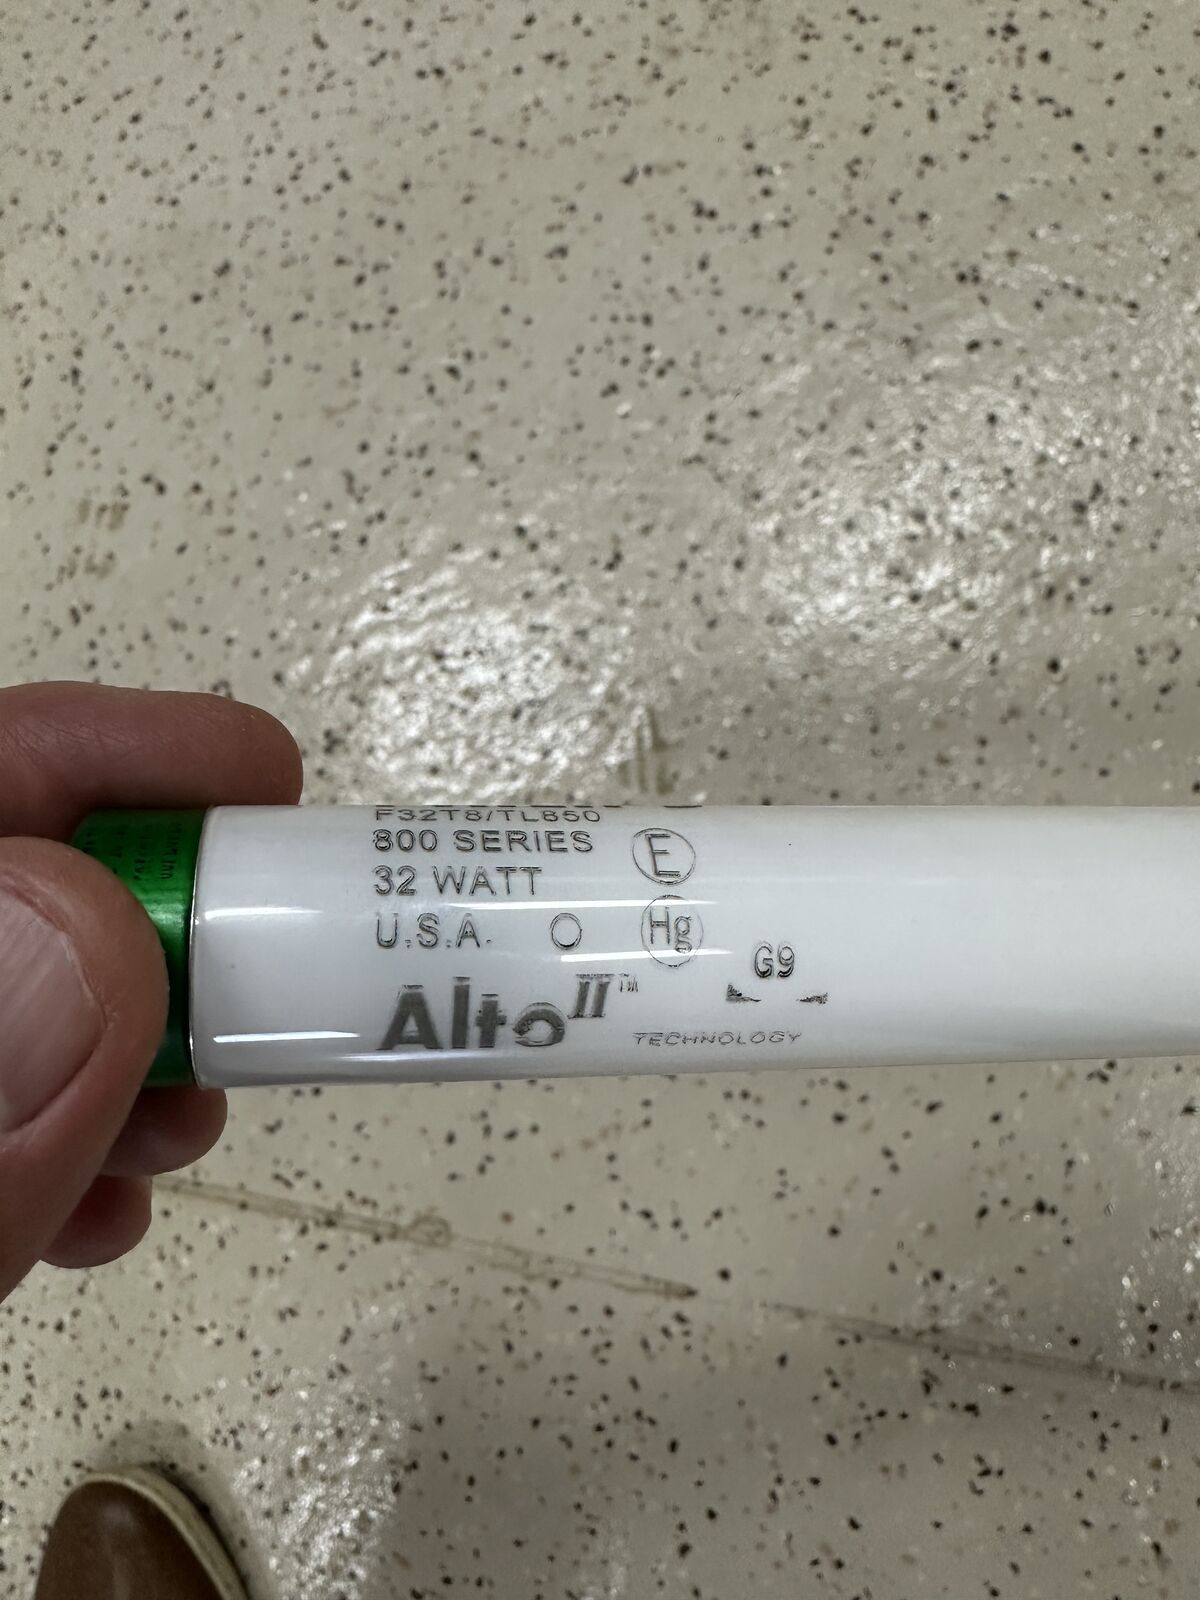 F32T8/TL850
800 SERIES
E
32 WATT
U.S.A.
Hg
G9
Alto II™
TECHNOLOGY